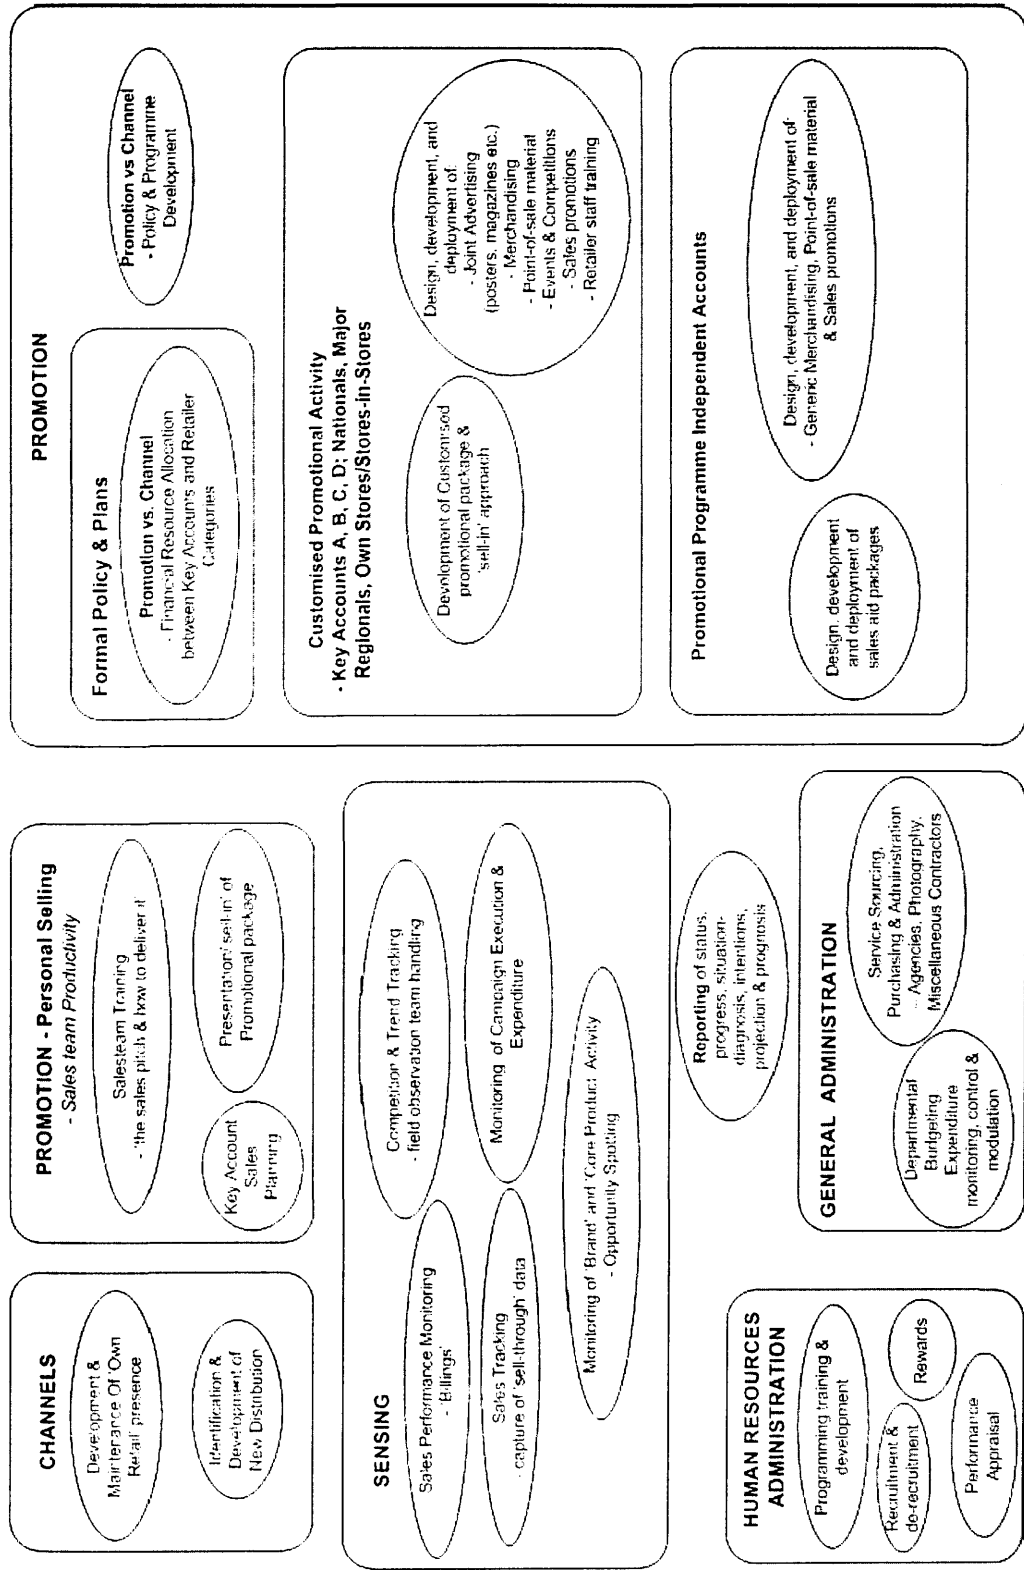 CHANNELS
Development &
Maintenance Of 'Own
Retail' presence
Identification &
Development of
New Distribution
PROMOTION - Personal Selling
- Sales team Productivity
Salesteam Training
- 'the sales pitch & how to deliver it'
Key Account
Sales
Planning
Presentation/'sell-in' of
Promotional package
SENSING
Sales Performance Monitoring
- 'Billings'
Competition & Trend Tracking
- field observation team handling
Sales Tracking
- capture of 'sell-through' data
Monitoring of Campaign Execution &
Expenditure
Monitoring of 'Brand' and 'Core Product' Activity
- Opportunity Spotting
Reporting of status,
progress, situation-
diagnosis, intentions,
projection & prognosis
HUMAN RESOURCES
ADMINISTRATION
Programming training &
development
Recruitment &
de-recruitment
Rewards
Performance
Appraisal
GENERAL ADMINISTRATION
Departmental
Budgeting
Expenditure
monitoring, control &
modulation
Service Sourcing,
Purchasing & Administration
... Agencies, Photography,
Miscellaneous Contractors
PROMOTION
Formal Policy & Plans
Promotion vs. Channel
- Financial Resource Allocation
between Key Accounts and Retailer
Categories
Promotion vs Channel
- Policy & Programme
Development
Customised Promotional Activity
- Key Accounts A, B, C, D; Nationals, Major
Regionals, Own Stores/Stores-In-Stores
Development of Customised
promotional package &
'sell-in' approach
Design, development, and
deployment of:
- Joint Advertising
(posters, magazines etc.)
- Merchandising
- Point-of-sale material
- Events & Competitions
- Sales promotions
- Retailer staff training
Promotional Programme Independent Accounts
Design, development
and deployment of
sales aid packages
Design, development, and deployment of:
- Generic Merchandising, Point-of-sale material
& Sales promotions